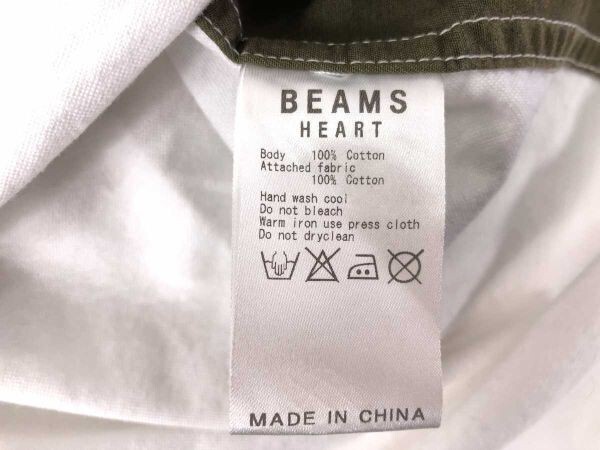 BEAMS
HEART
Body 100% Cotton
Attached fabric
100% Cotton
Hand wash cool
Do not bleach
Warm iron use press cloth
Do not dryclean
MADE IN CHINA